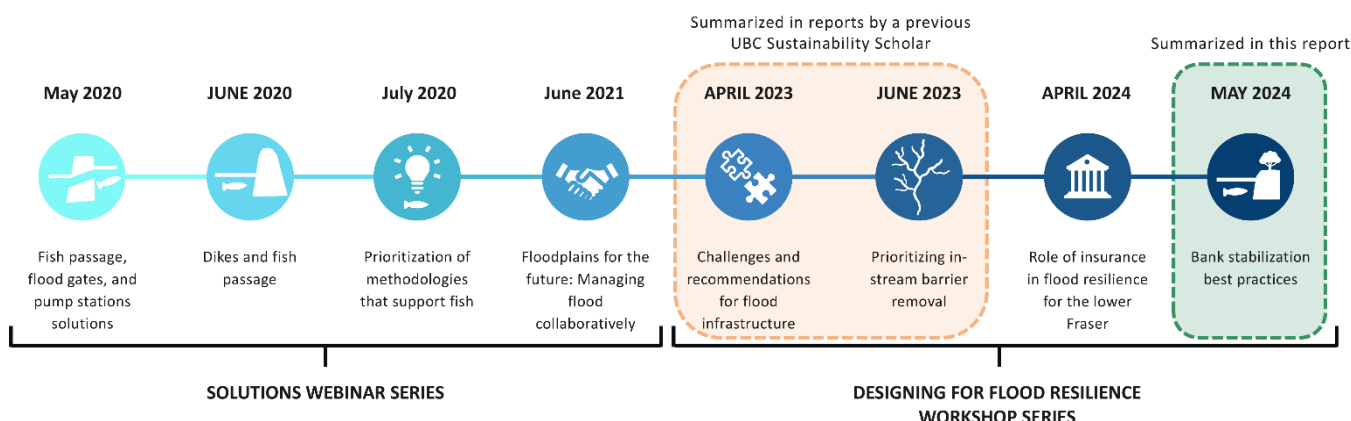 Summarized in reports by a previous
UBC Sustainability Scholar
Summarized in this report
May 2020
JUNE 2020
July 2020
June 2021
APRIL 2023
JUNE 2023
APRIL 2024
MAY 2024
Fish passage,
flood gates, and
pump stations
solutions
Dikes and fish
passage
Prioritization of
methodologies
that support fish
Floodplains for the
future: Managing
flood
collaboratively
Challenges and
recommendations
for flood
infrastructure
Prioritizing in-
stream barrier
removal
Role of insurance
in flood resilience
for the lower
Fraser
Bank stabilization
best practices
SOLUTIONS WEBINAR SERIES
DESIGNING FOR FLOOD RESILIENCE
WORKSHOP SERIES